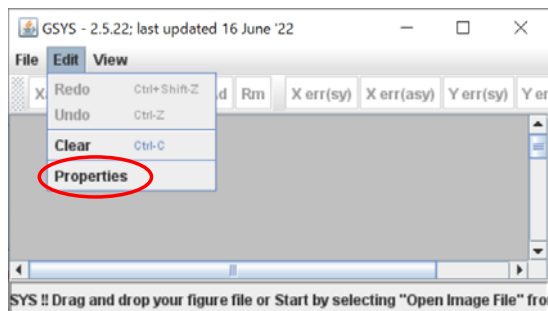 GSYS - 2.5.22; last updated 16 June '22
File Edit View
X Rm X err(sy) X err(asy) Y err(sy) Y er
Redo Ctrl+Shift-Z
Undo Ctrl-Z
Clear Ctrl-C
Properties
SYS !! Drag and drop your figure file or Start by selecting "Open Image File" fro